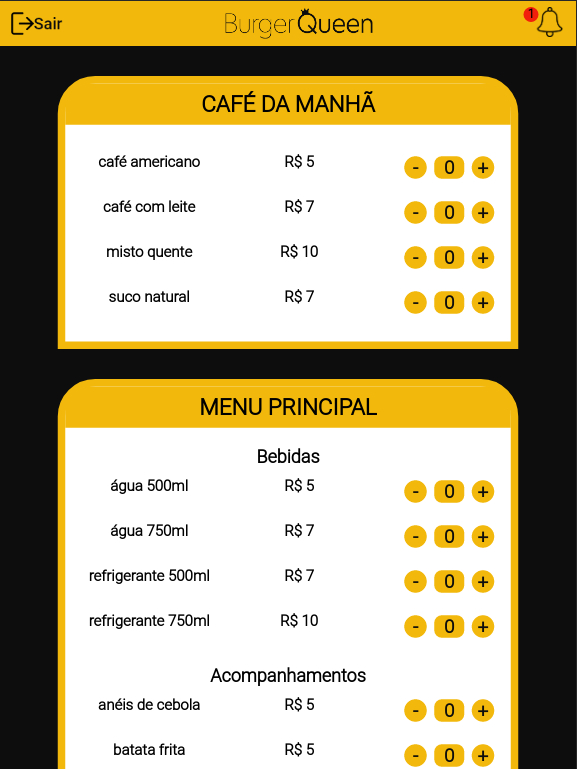 Sair BurgerQueen 1
CAFÉ DA MANHÃ
café americano R$ 5 - 0 +
café com leite R$ 7 - 0 +
misto quente R$ 10 - 0 +
suco natural R$ 7 - 0 +
MENU PRINCIPAL
Bebidas
água 500ml R$ 5 - 0 +
água 750ml R$ 7 - 0 +
refrigerante 500ml R$ 7 - 0 +
refrigerante 750ml R$ 10 - 0 +
Acompanhamentos
anéis de cebola R$ 5 - 0 +
batata frita R$ 5 - 0 +